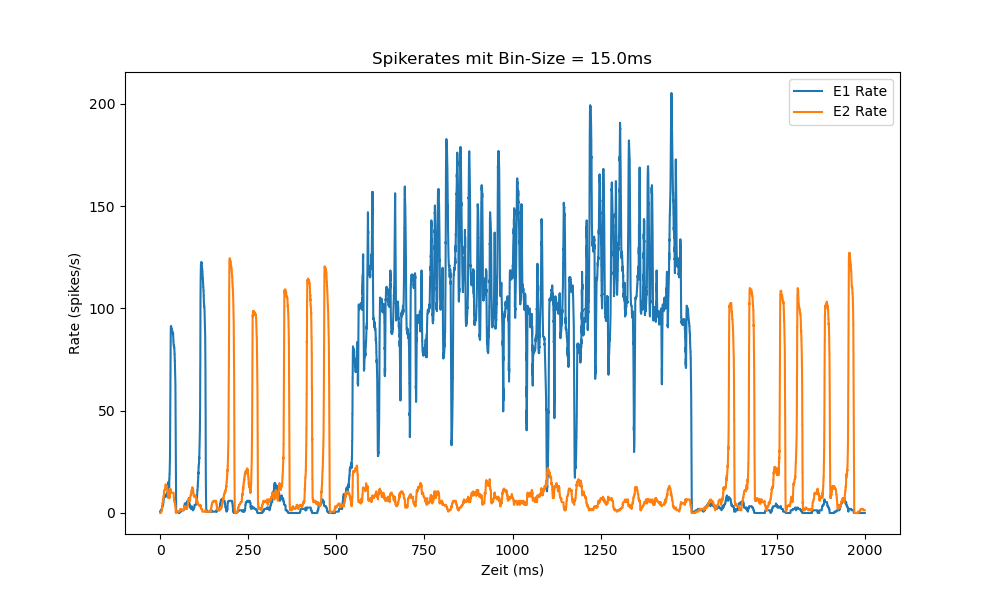 Spikerates mit Bin-Size = 15.0ms
E1 Rate
E2 Rate
Rate (spikes/s)
200
150
100
50
0
0 250 500 750 1000 1250 1500 1750 2000
Zeit (ms)